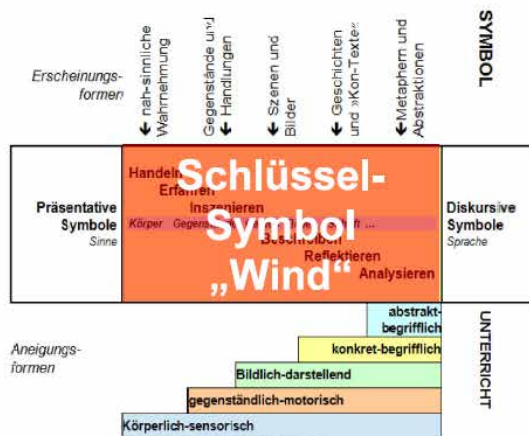 SYMBOL
Erscheinungs-
formen
← nah-sinnliche
Wahrnehmung
Gegenstände und
← Handlungen
← Szenen und
Bilder
← Geschichten
und »Kon-Texte«
← Metaphern und
Abstraktionen
Präsentative
Symbole
Sinne
Handeln
Erfahren
Inszenieren
Körper Gegens
Beschreiben
Reflektieren
Analysieren
Schlüssel-
Symbol
„Wind“
Diskursive
Symbole
Sprache
UNTERRICHT
Aneigungs-
formen
abstrakt-
begrifflich
konkret-begrifflich
Bildlich-darstellend
gegenständlich-motorisch
Körperlich-sensorisch